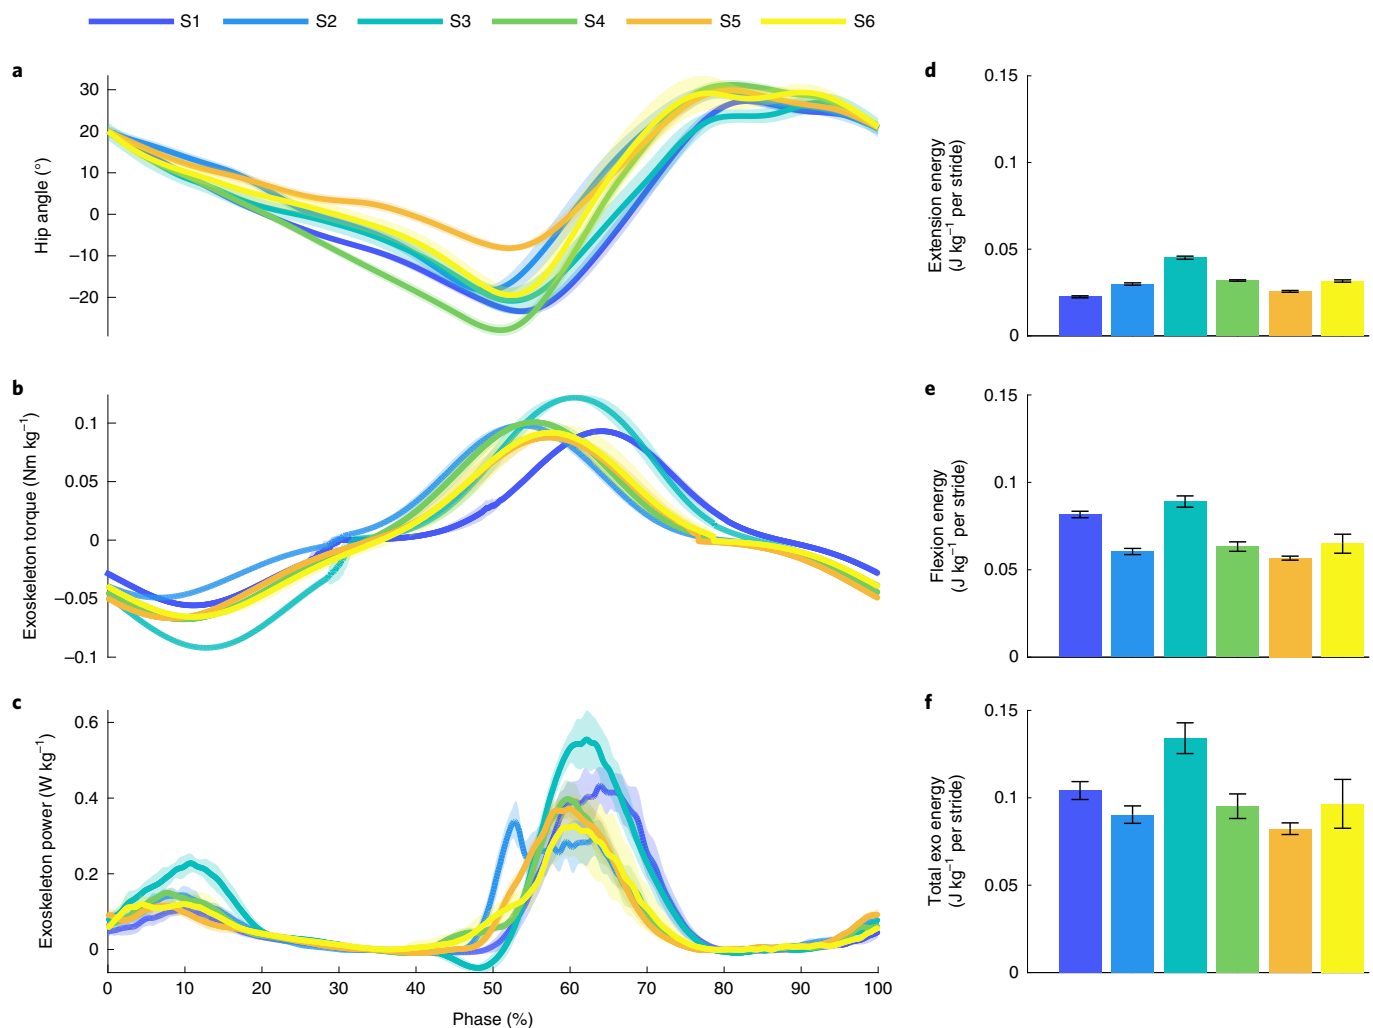 S1 S2 S3 S4 S5 S6
a
Hip angle (°)
30
20
10
0
−10
−20
b
Exoskeleton torque (Nm kg−1)
0.1
0.05
0
−0.05
−0.1
c
Exoskeleton power (W kg−1)
0.6
0.4
0.2
0
0 10 20 30 40 50 60 70 80 90 100
Phase (%)
d
Extension energy
(J kg−1 per stride)
0.15
0.1
0.05
0
e
Flexion energy
(J kg−1 per stride)
0.15
0.1
0.05
0
f
Total exo energy
(J kg−1 per stride)
0.15
0.1
0.05
0